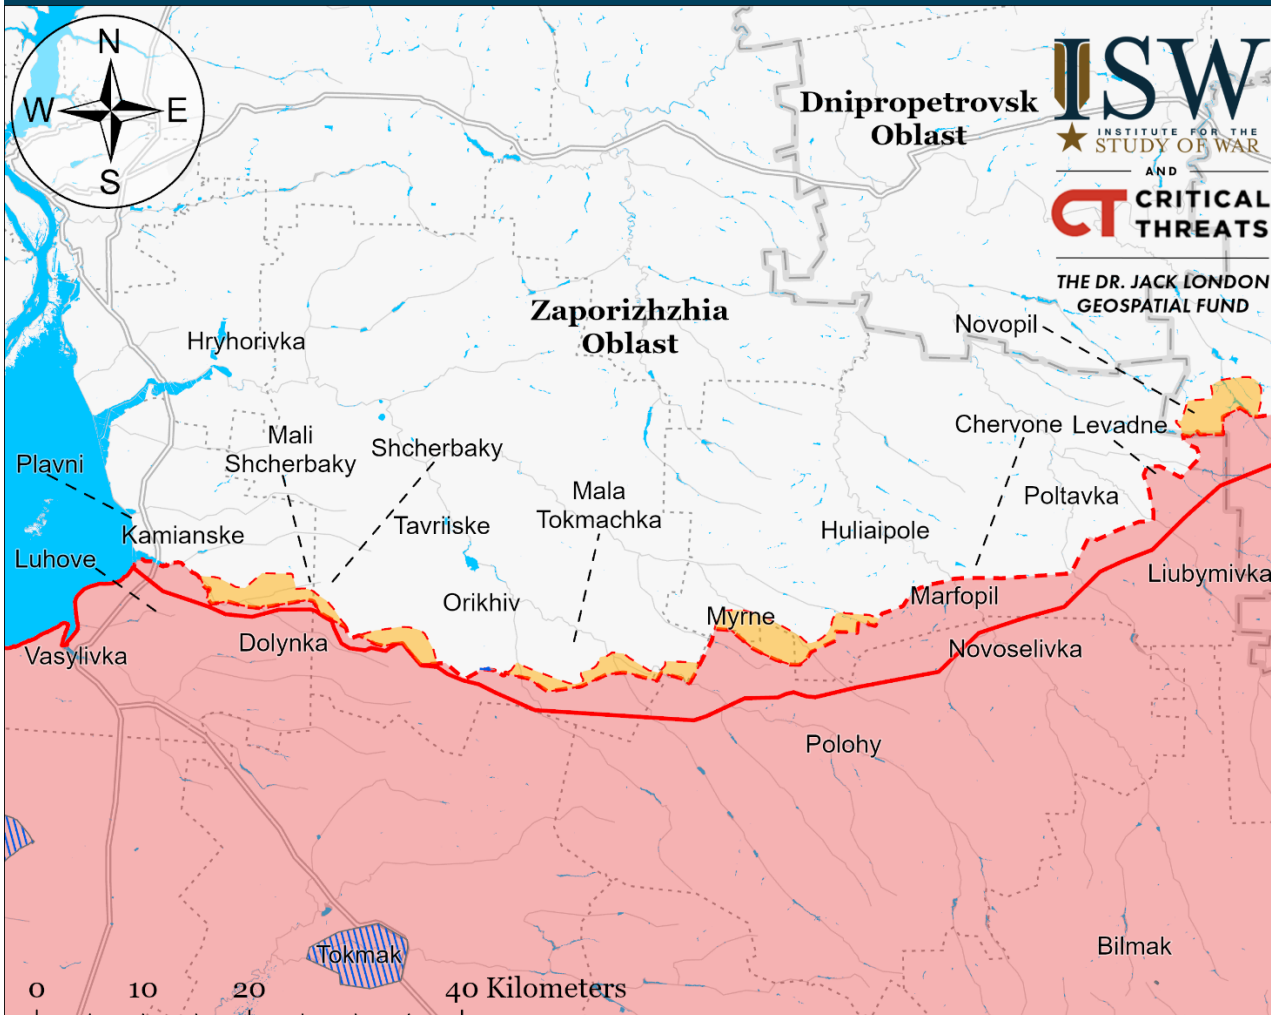 N
W
E
S
Dnipropetrovsk
Oblast
ISW
INSTITUTE FOR THE
STUDY OF WAR
AND
CT CRITICAL
THREATS
THE DR. JACK LONDON
GEOSPATIAL FUND
Zaporizhzhia
Oblast
Novopil
Hryhorivka
Chervone
Levadne
Mali
Shcherbaky
Shcherbaky
Plavni
Mala
Tokmachka
Poltavka
Tavriiske
Kamianske
Huliaipole
Luhove
Liubymivka
Orikhiv
Marfopil
Myrne
Dolynka
Vasylivka
Novoselivka
Polohy
Tokmak
Bilmak
0 10 20 40 Kilometers